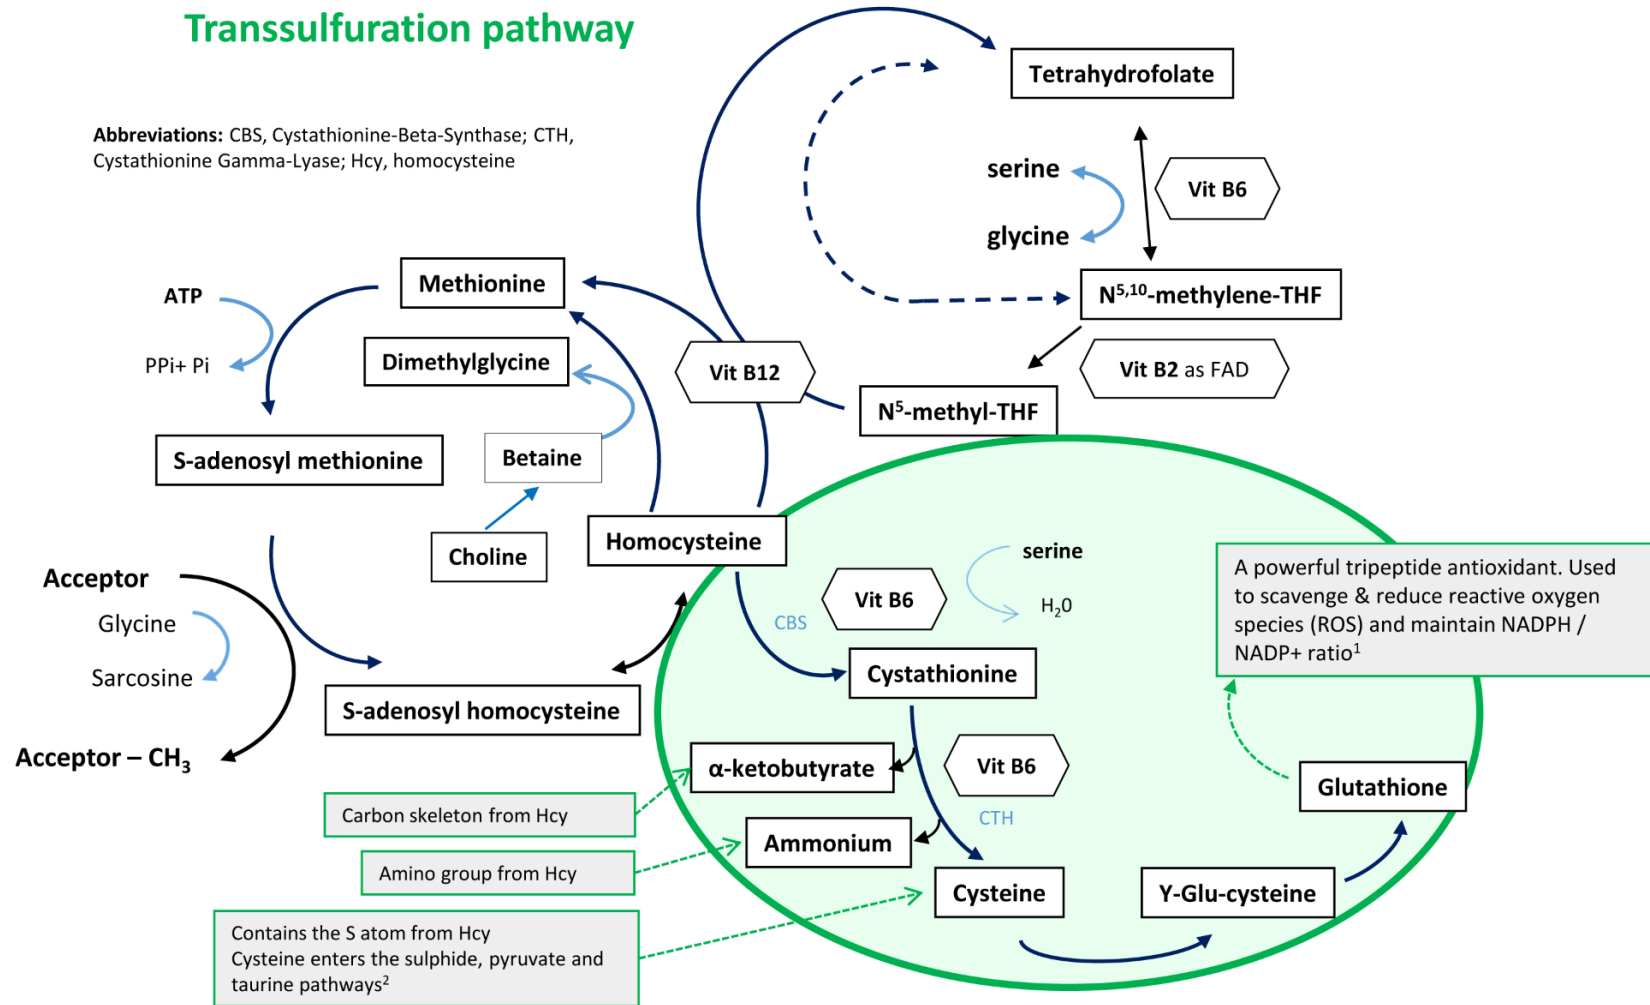 Transsulfuration pathway
Abbreviations: CBS, Cystathionine-Beta-Synthase; CTH,
Cystathionine Gamma-Lyase; Hcy, homocysteine
Tetrahydrofolate
serine
Vit B6
glycine
Methionine
ATP
N5,10-methylene-THF
Dimethylglycine
PPi+ Pi
Vit B12
Vit B2 as FAD
N5-methyl-THF
S-adenosyl methionine
Betaine
Homocysteine
Choline
serine
Acceptor
Glycine
Vit B6
H20
CBS
A powerful tripeptide antioxidant. Used
to scavenge & reduce reactive oxygen
species (ROS) and maintain NADPH /
NADP+ ratio1
Sarcosine
Cystathionine
S-adenosyl homocysteine
Acceptor – CH3
α-ketobutyrate
Vit B6
Glutathione
Carbon skeleton from Hcy
CTH
Ammonium
Amino group from Hcy
Cysteine
Y-Glu-cysteine
Contains the S atom from Hcy
Cysteine enters the sulphide, pyruvate and
taurine pathways2